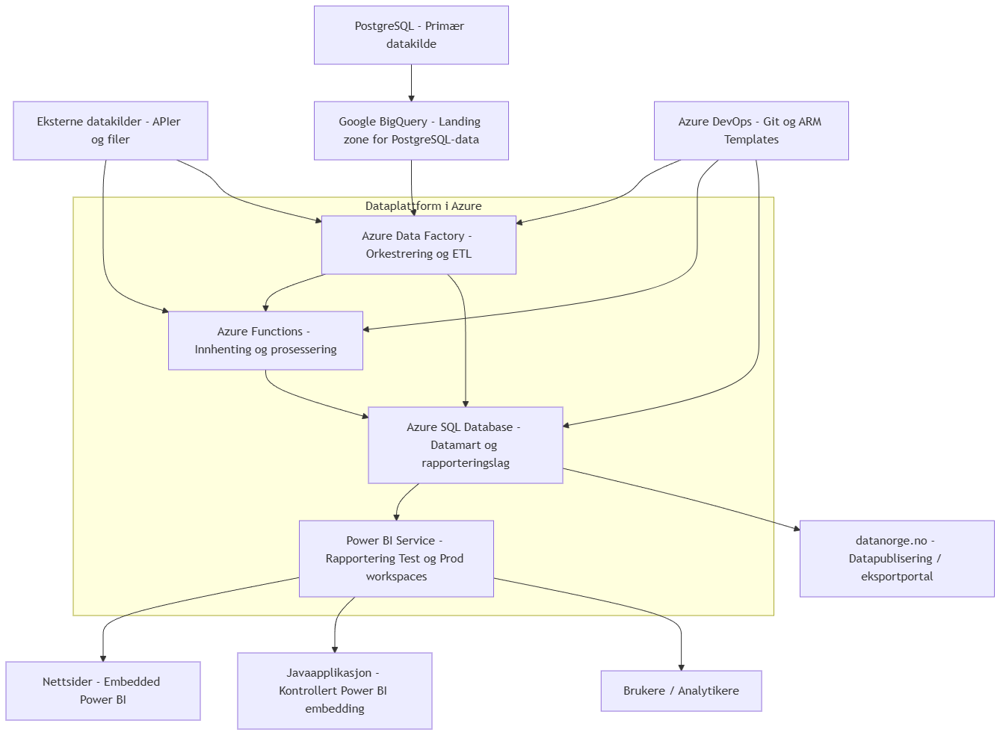 PostgreSQL - Primær
datakilde
Eksterne datakilder - APIer
og filer
Google BigQuery - Landing
zone for PostgreSQL-data
Azure DevOps - Git og ARM
Templates
Dataplattform i Azure
Azure Data Factory -
Orkestrering og ETL
Azure Functions -
Innhenting og prosessering
Azure SQL Database -
Datamart og
rapporteringslag
Power BI Service -
Rapportering Test og Prod
workspaces
datanorge.no -
Datapublisering /
eksportportal
Nettsider - Embedded
Power BI
Javaapplikasjon -
Kontrollert Power BI
embedding
Brukere / Analytikere